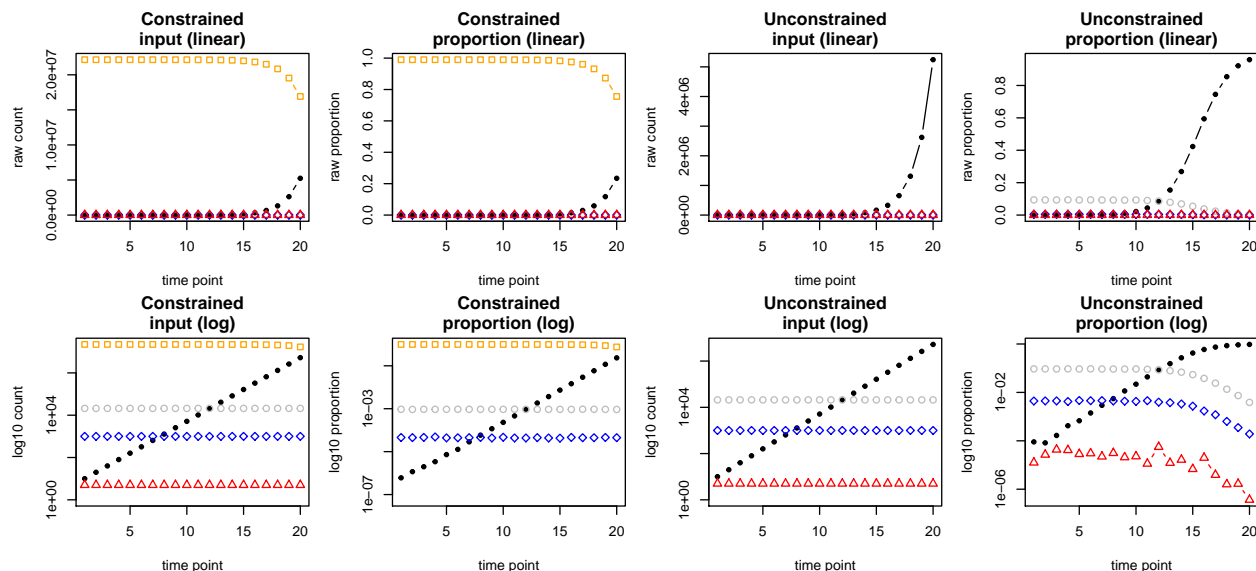 Constrained
input (linear)
raw count
0.0e+00 1.0e+07 2.0e+07
5 10 15 20
time point
Constrained
proportion (linear)
raw proportion
0.0 0.2 0.4 0.6 0.8 1.0
5 10 15 20
time point
Unconstrained
input (linear)
raw count
0e+00 2e+06 4e+06
5 10 15 20
time point
Unconstrained
proportion (linear)
raw proportion
0.0 0.2 0.4 0.6 0.8
5 10 15 20
time point
Constrained
input (log)
log10 count
1e+00 1e+04
5 10 15 20
time point
Constrained
proportion (log)
log10 proportion
1e-07 1e-03
5 10 15 20
time point
Unconstrained
input (log)
log10 count
1e+00 1e+04
5 10 15 20
time point
Unconstrained
proportion (log)
log10 proportion
1e-06 1e-02
5 10 15 20
time point